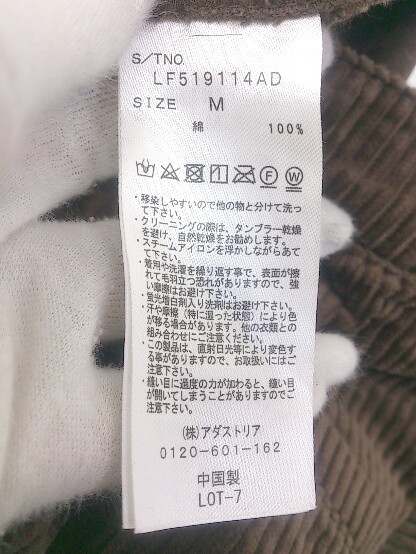 S/TNO.
LF519114AD
SIZE M
綿 100%
・移染しやすいので他の物と分けて洗っ
て下さい。
・クリーニングの際は、タンブラー乾燥
を避け、自然乾燥をお勧めします。
・スチームアイロンを浮かしながらあて
て下さい。
・着用や洗濯を繰り返す事で、表面が擦
れて毛羽立つ恐れがありますので、強
い摩擦はお避け下さい。
・蛍光増白剤入り洗剤はお避け下さい。
・汗や摩擦(特に湿った状態)により色
が移る場合があります。他の衣類との
組み合わせにご注意ください。
・この製品は、直射日光等により変色す
る事がありますので、お取扱いにはご
注意下さい。
・縫い目に過度の力が加わると、縫い目
が開いてしまうことがありますのでご
注意下さい。
(株)アダストリア
0120-601-162
中国製
LOT-7